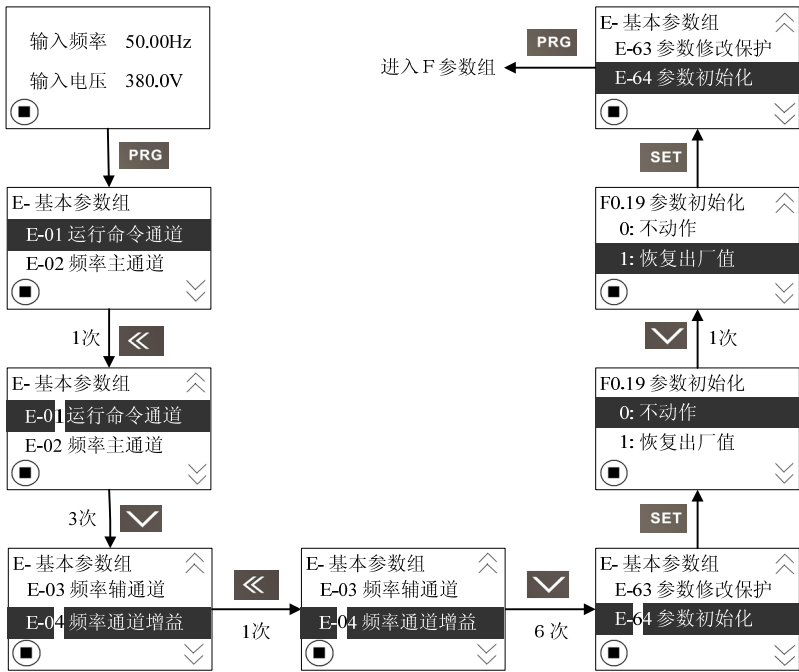 输入频率 50.00Hz
输入电压 380.0V
PRG
E- 基本参数组
E-01 运行命令通道
E-02 频率主通道
1次
E- 基本参数组
E-01 运行命令通道
E-02 频率主通道
3次
E- 基本参数组
E-03 频率辅通道
E-04 频率通道增益
1次
E- 基本参数组
E-03 频率辅通道
E-04 频率通道增益
6 次
E- 基本参数组
E-63 参数修改保护
E-64 参数初始化
SET
F0.19 参数初始化
0: 不动作
1: 恢复出厂值
1次
F0.19 参数初始化
0: 不动作
1: 恢复出厂值
SET
E- 基本参数组
E-63 参数修改保护
E-64 参数初始化
PRG
进入 F 参数组